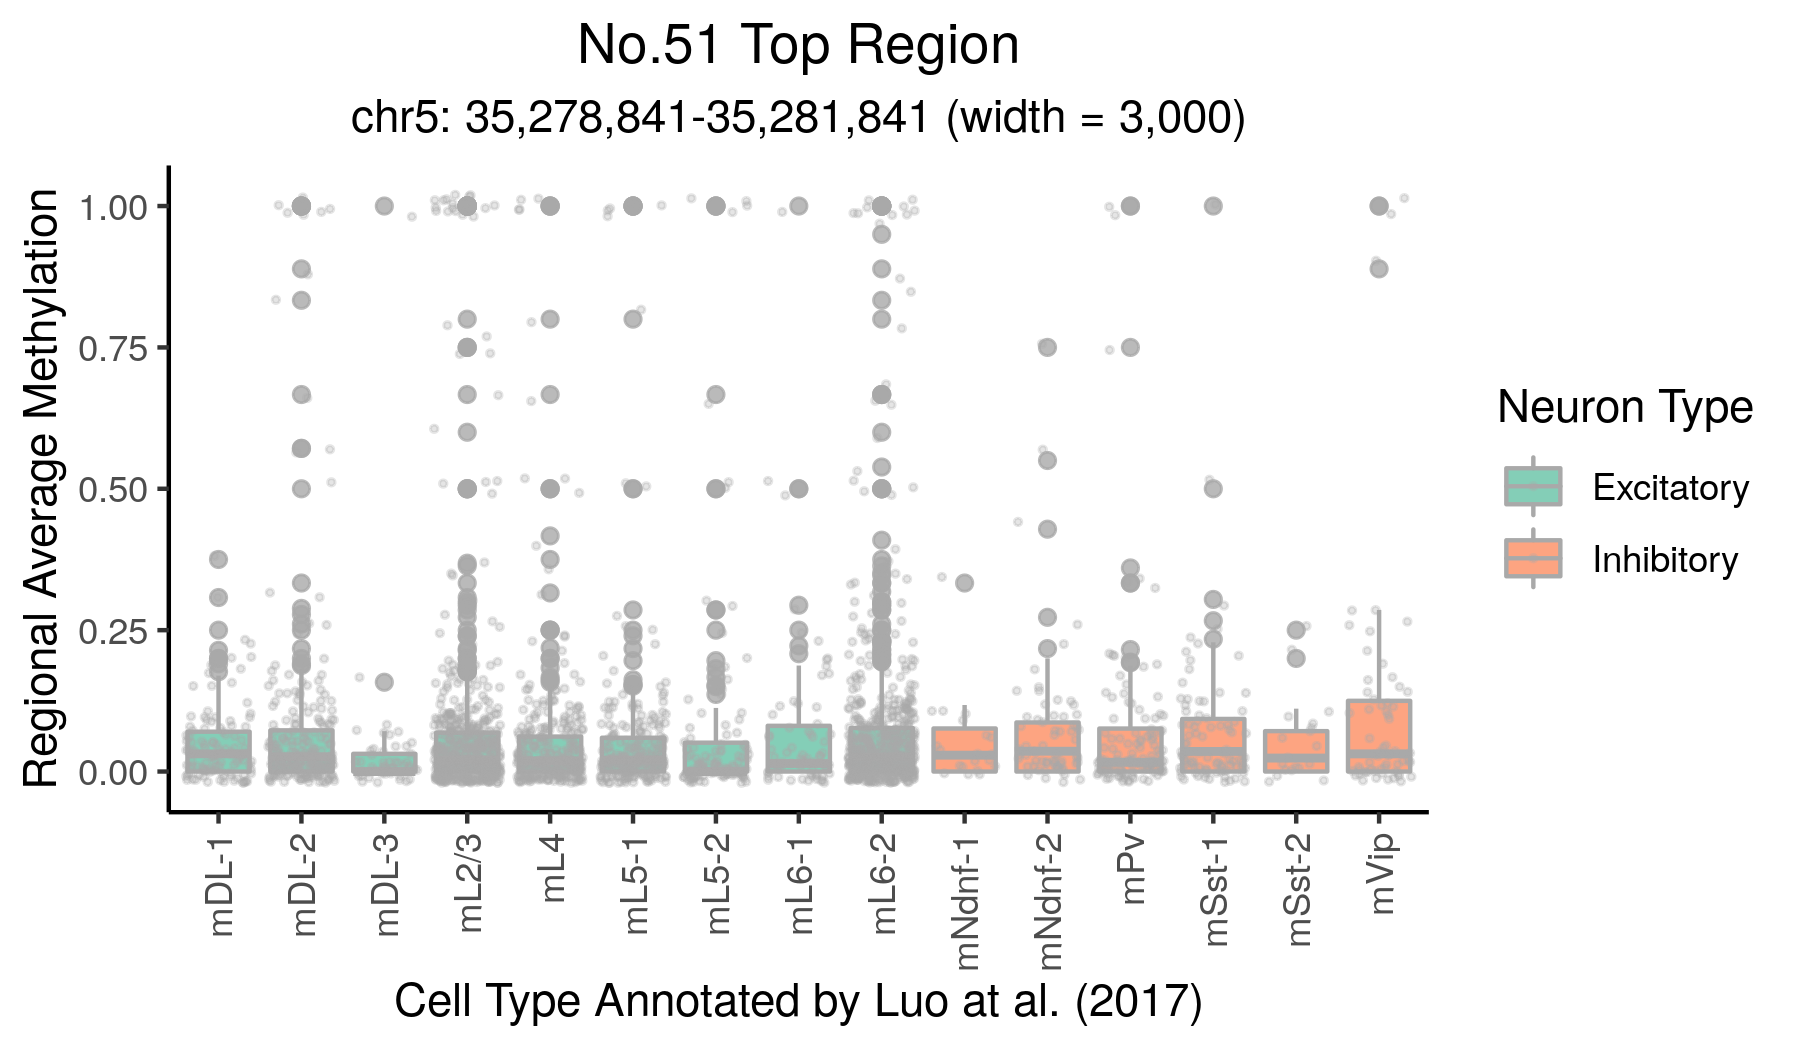 No.51 Top Region
chr5: 35,278,841-35,281,841 (width = 3,000)
Regional Average Methylation
1.00
0.75
0.50
0.25
0.00
mDL-1
mDL-2
mDL-3
mL2/3
mL4
mL5-1
mL5-2
mL6-1
mL6-2
mNdnf-1
mNdnf-2
mPv
mSst-1
mSst-2
mVip
Cell Type Annotated by Luo at al. (2017)
Neuron Type
Excitatory
Inhibitory